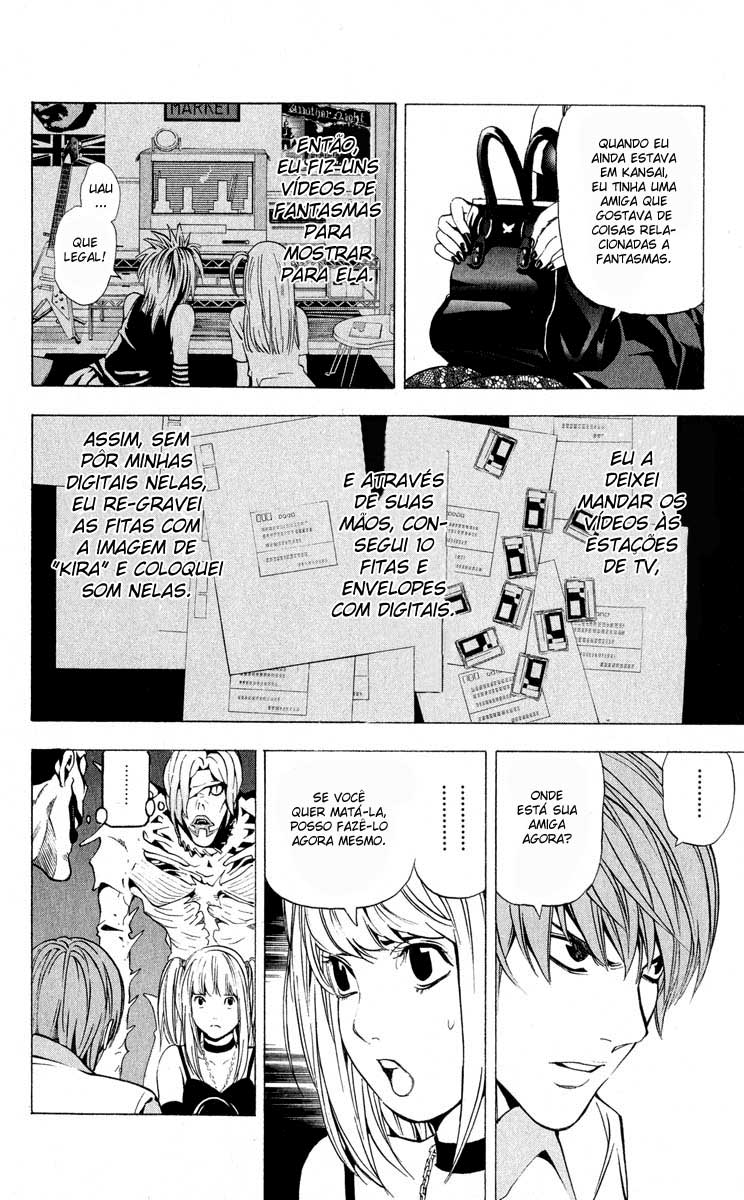 QUANDO EU
AINDA ESTAVA
EM KANSAI,
EU TINHA UMA
AMIGA QUE
GOSTAVA DE
COISAS RELA-
CIONADAS A
FANTASMAS.
MARKET
Another Night
ENTÃO,
EU FIZ-UNS
VÍDEOS DE
FANTASMAS
PARA
MOSTRAR
PARA ELA.
UAU
...
QUE
LEGAL!
EU A
DEIXEI
MANDAR OS
VÍDEOS ÀS
ESTAÇÕES
DE TV,
E ATRAVÉS
DE SUAS
MÃOS, CON-
SEGUI 10
FITAS E
ENVELOPES
COM DIGITAIS.
ASSIM, SEM
PÔR MINHAS
DIGITAIS NELAS,
EU RE-GRAVEI
AS FITAS COM
A IMAGEM DE
"KIRA" E COLOQUEI
SOM NELAS.
.........
ONDE
ESTÁ SUA
AMIGA
AGORA?
.........
SE VOCÊ
QUER MATÁ-LA,
POSSO FAZÊ-LO
AGORA MESMO.
......